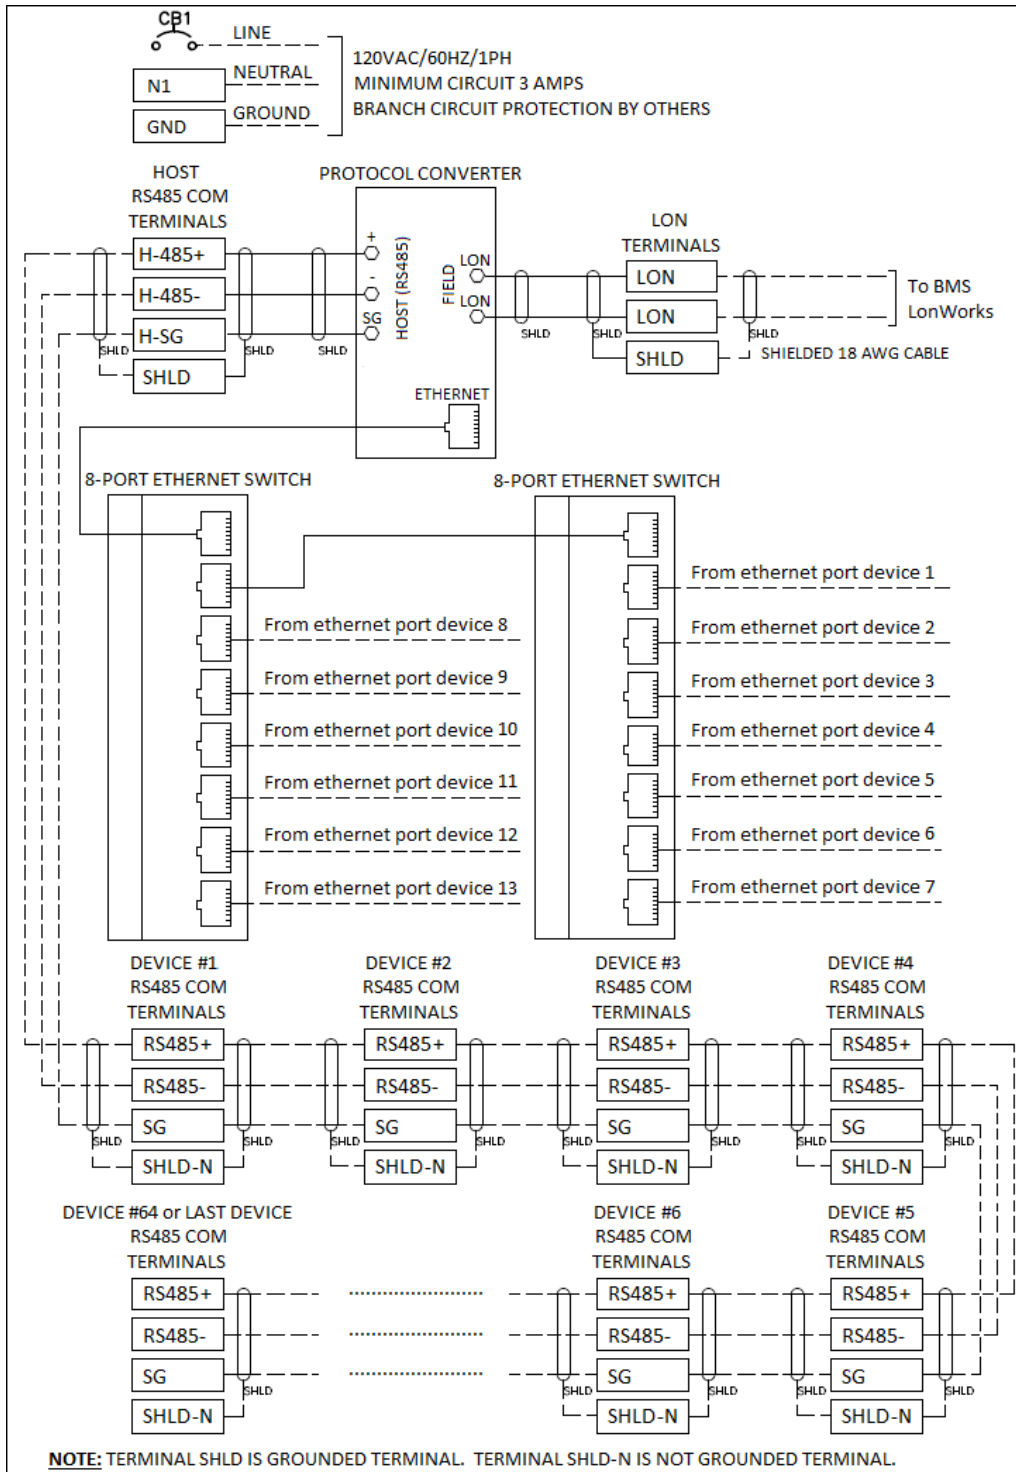 CB1
LINE
N1
NEUTRAL
GND
GROUND
120VAC/60HZ/1PH
MINIMUM CIRCUIT 3 AMPS
BRANCH CIRCUIT PROTECTION BY OTHERS
HOST
RS485 COM
TERMINALS
H-485+
H-485-
H-SG
SHLD
SHLD
SHLD
SHLD
PROTOCOL CONVERTER
+
-
SG
HOST (RS485)
FIELD
LON
LON
ETHERNET
LON
TERMINALS
LON
LON
SHLD
SHLD
SHLD
SHLD
To BMS
LonWorks
SHIELDED 18 AWG CABLE
8-PORT ETHERNET SWITCH
From ethernet port device 8
From ethernet port device 9
From ethernet port device 10
From ethernet port device 11
From ethernet port device 12
From ethernet port device 13
8-PORT ETHERNET SWITCH
From ethernet port device 1
From ethernet port device 2
From ethernet port device 3
From ethernet port device 4
From ethernet port device 5
From ethernet port device 6
From ethernet port device 7
DEVICE #1
RS485 COM
TERMINALS
RS485+
RS485-
SG
SHLD-N
SHLD
SHLD
DEVICE #2
RS485 COM
TERMINALS
RS485+
RS485-
SG
SHLD-N
SHLD
SHLD
DEVICE #3
RS485 COM
TERMINALS
RS485+
RS485-
SG
SHLD-N
SHLD
SHLD
DEVICE #4
RS485 COM
TERMINALS
RS485+
RS485-
SG
SHLD-N
SHLD
SHLD
DEVICE #64 or LAST DEVICE
RS485 COM
TERMINALS
RS485+
RS485-
SG
SHLD-N
SHLD
DEVICE #6
RS485 COM
TERMINALS
RS485+
RS485-
SG
SHLD-N
SHLD
SHLD
DEVICE #5
RS485 COM
TERMINALS
RS485+
RS485-
SG
SHLD-N
SHLD
SHLD
NOTE: TERMINAL SHLD IS GROUNDED TERMINAL. TERMINAL SHLD-N IS NOT GROUNDED TERMINAL.